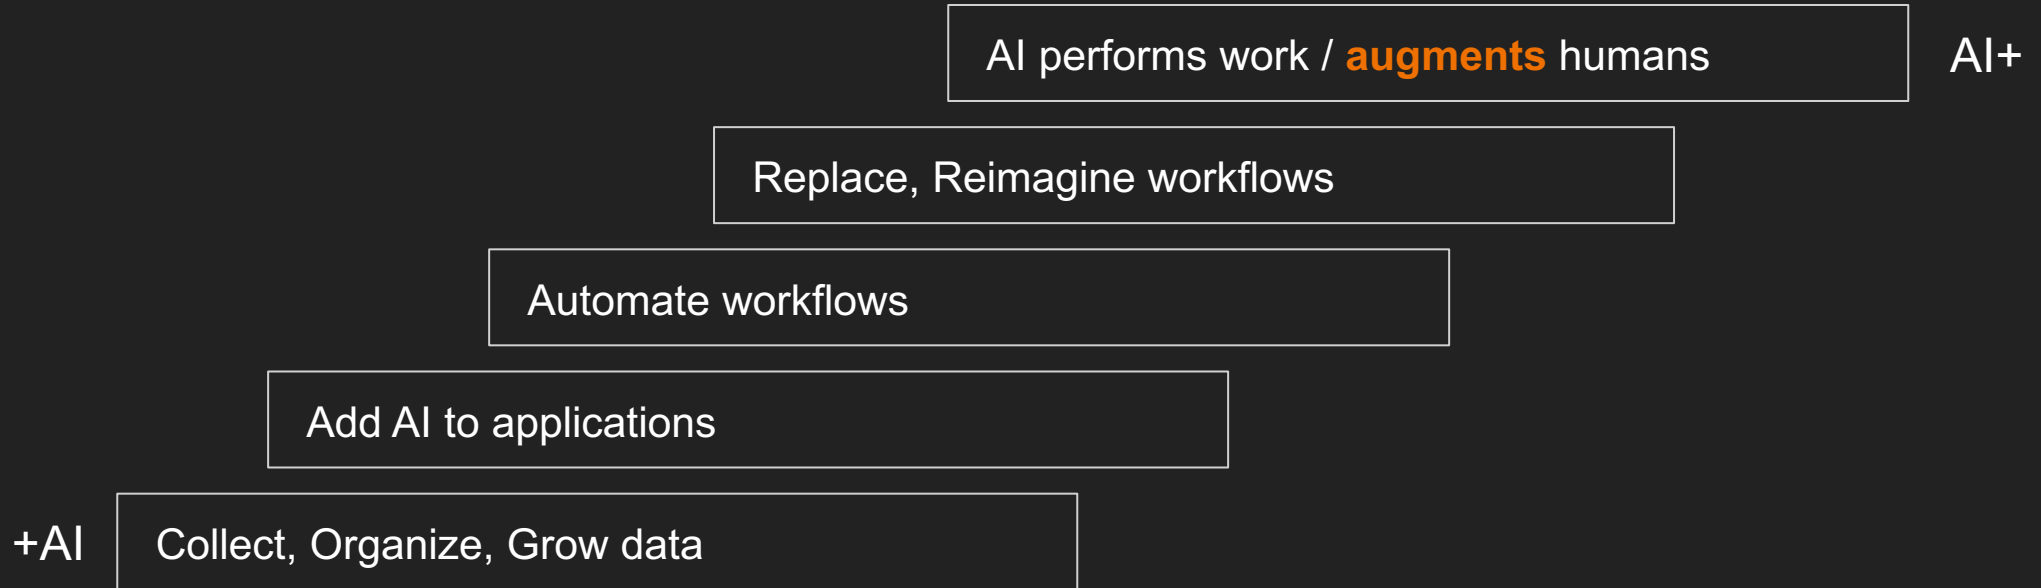 AI performs work / augments humans
AI+
Replace, Reimagine workflows
Automate workflows
Add AI to applications
+AI
Collect, Organize, Grow data